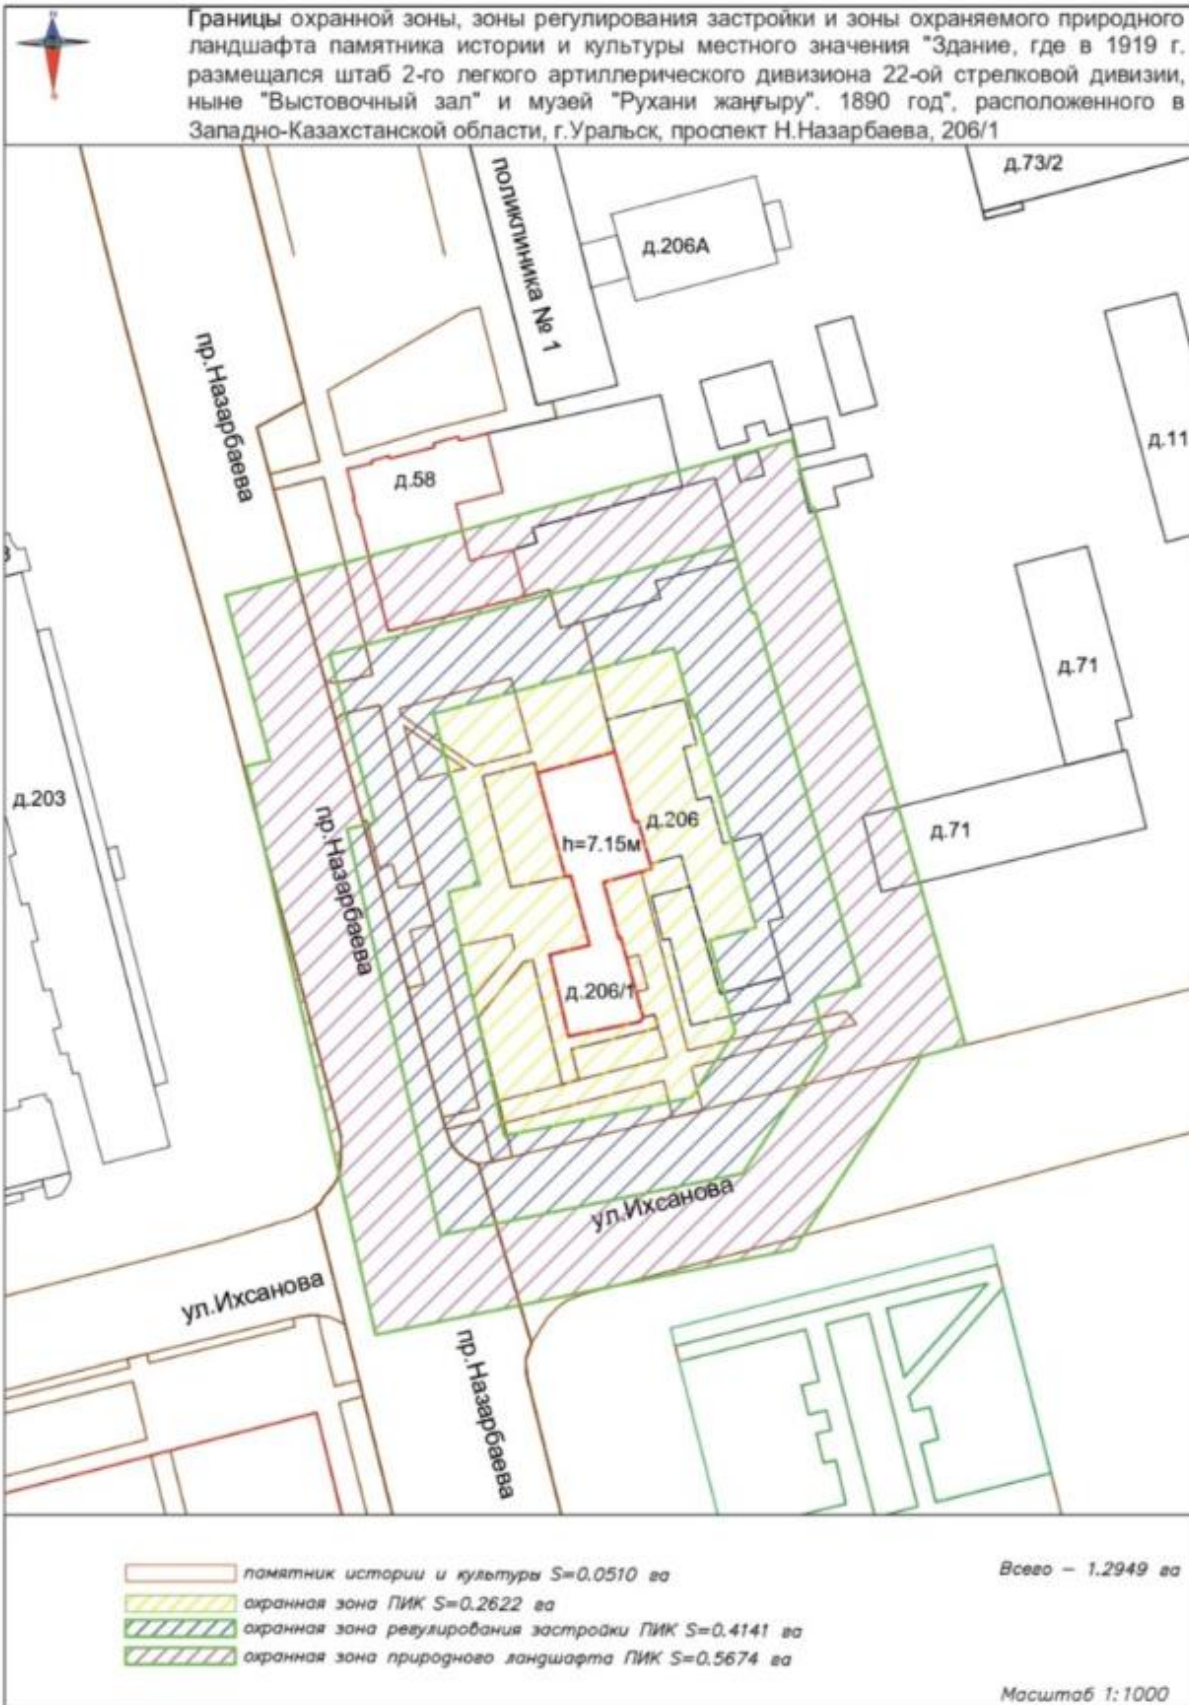 Границы охранной зоны, зоны регулирования застройки и зоны охраняемого природного
ландшафта памятника истории и культуры местного значения "Здание, где в 1919 г.
размещался штаб 2-го легкого артиллерического дивизиона 22-ой стрелковой дивизии,
ныне "Выстовочный зал" и музей "Рухани жаңғыру". 1890 год", расположенного в
Западно-Казахстанской области, г.Уральск, проспект Н.Назарбаева, 206/1
д.73/2
поликлиника № 1
д.206А
пр.Назарбаева
д.11
д.58
д.71
д.203
пр.Назарбаева
д.206
h=7.15м
д.71
д.206/1
ул.Ихсанова
ул.Ихсанова
пр.Назарбаева
памятник истории и культуры S=0.0510 га
Всего – 1.2949 га
охранная зона ПИК S=0.2622 га
охранная зона регулирования застройки ПИК S=0.4141 га
охранная зона природного ландшафта ПИК S=0.5674 га
Масштаб 1:1000